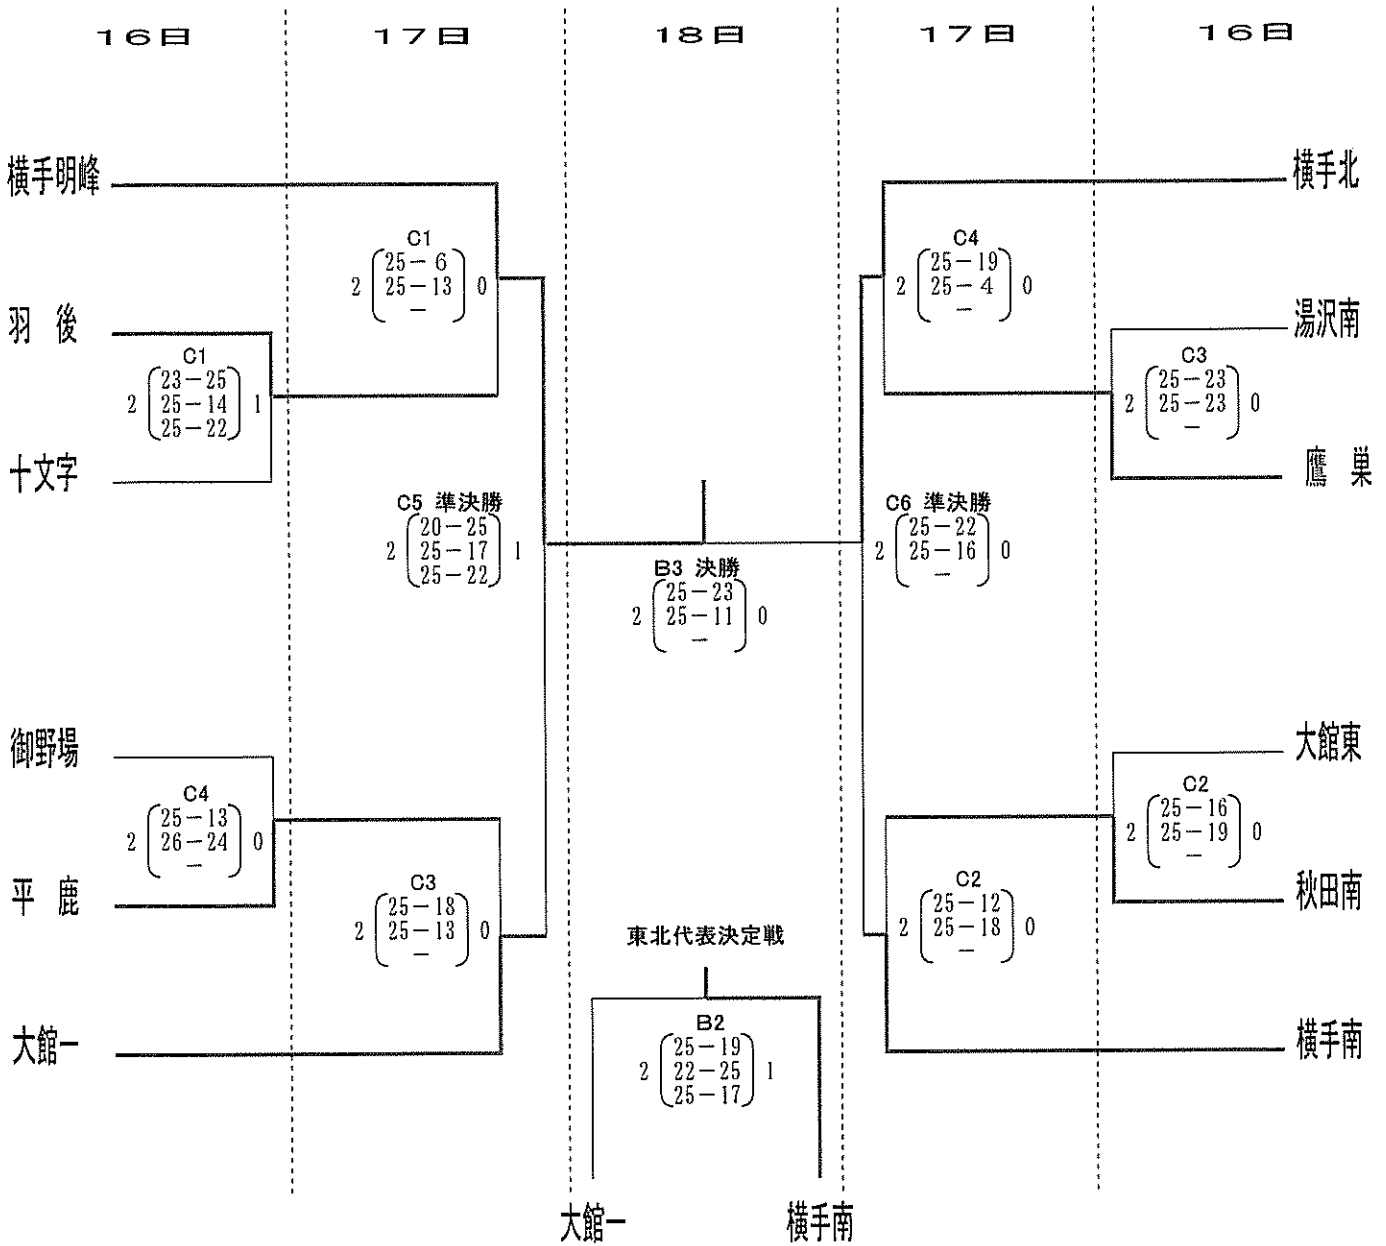 16日 17日 18日 17日 16日
横手明峰
横手北
C1
25－6
2 25－13 0
－
C4
25－19
2 25－4 0
－
羽後
湯沢南
C1
23－25
2 25－14 1
25－22
C3
25－23
2 25－23 0
－
十文字
鷹巣
C5 準決勝
20－25
2 25－17 1
25－22
C6 準決勝
25－22
2 25－16 0
－
B3 決勝
25－23
2 25－11 0
－
御野場
大館東
C4
25－13
2 26－24 0
－
C2
25－16
2 25－19 0
－
平鹿
秋田南
C3
25－18
2 25－13 0
－
C2
25－12
2 25－18 0
－
東北代表決定戦
B2
25－19
2 22－25 1
25－17
大館一
横手南
大館一 横手南